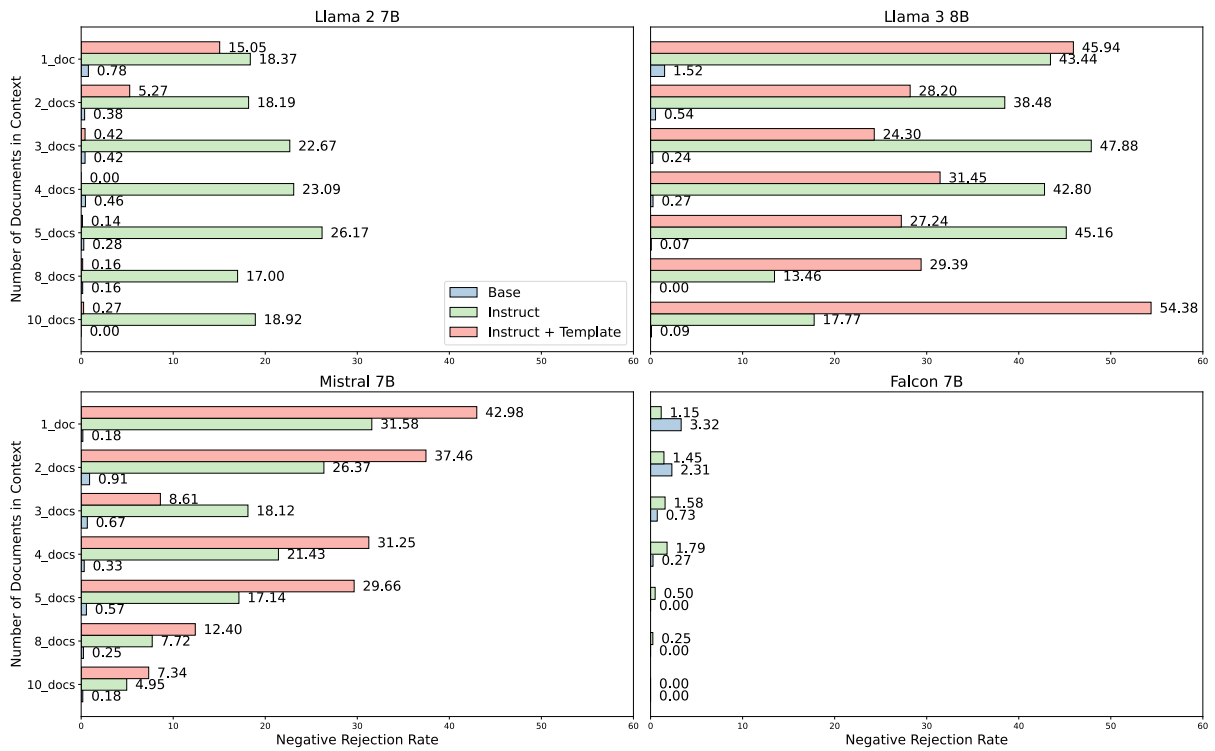 Llama 2 7B
Number of Documents in Context
1_doc
15.05
18.37
0.78
2_docs
5.27
18.19
0.38
3_docs
0.42
22.67
0.42
4_docs
0.00
23.09
0.46
5_docs
0.14
26.17
0.28
8_docs
0.16
17.00
0.16
10_docs
0.27
18.92
0.00
Base
Instruct
Instruct + Template
0 10 20 30 40 50 60
Llama 3 8B
45.94
43.44
1.52
28.20
38.48
0.54
24.30
47.88
0.24
31.45
42.80
0.27
27.24
45.16
0.07
29.39
13.46
0.00
54.38
17.77
0.09
0 10 20 30 40 50 60
Mistral 7B
Number of Documents in Context
1_doc
42.98
31.58
0.18
2_docs
37.46
26.37
0.91
3_docs
8.61
18.12
0.67
4_docs
31.25
21.43
0.33
5_docs
29.66
17.14
0.57
8_docs
12.40
7.72
0.25
10_docs
7.34
4.95
0.18
0 10 20 30 40 50 60
Negative Rejection Rate
Falcon 7B
1.15
3.32
1.45
2.31
1.58
0.73
1.79
0.27
0.50
0.00
0.25
0.00
0.00
0.00
0 10 20 30 40 50 60
Negative Rejection Rate